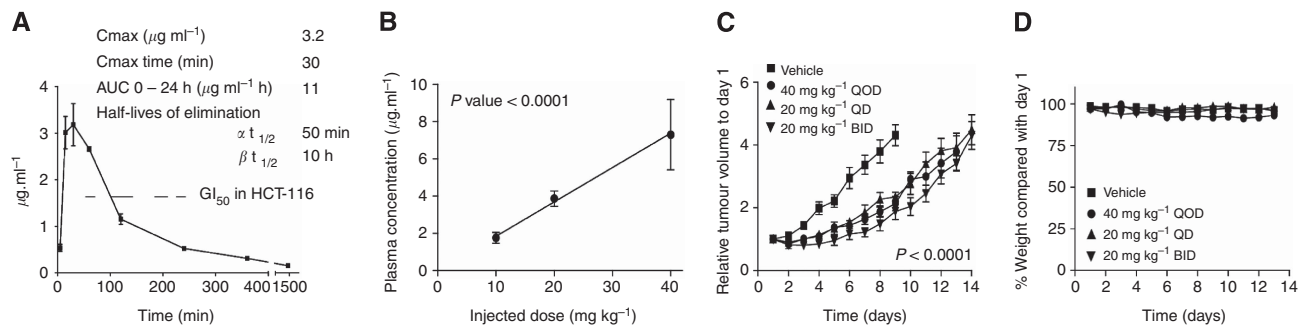 A
Cmax (μg ml⁻¹) 3.2
Cmax time (min) 30
AUC 0 – 24 h (μg ml⁻¹ h) 11
Half-lives of elimination
α t 1/2 50 min
β t 1/2 10 h
GI50 in HCT-116
μg.ml⁻¹
4
3
2
1
0
0 100 200 300 400 1500
Time (min)
B
P value < 0.0001
Plasma concentration (μg.ml⁻¹)
10
8
6
4
2
0
0 10 20 30 40
Injected dose (mg kg⁻¹)
C
Vehicle
40 mg kg⁻¹ QOD
20 mg kg⁻¹ QD
20 mg kg⁻¹ BID
Relative tumour volume to day 1
6
4
2
0
P < 0.0001
0 2 4 6 8 10 12 14
Time (days)
D
% Weight compared with day 1
100
75
50
25
0
Vehicle
40 mg kg⁻¹ QOD
20 mg kg⁻¹ QD
20 mg kg⁻¹ BID
0 2 4 6 8 10 12 14
Time (days)